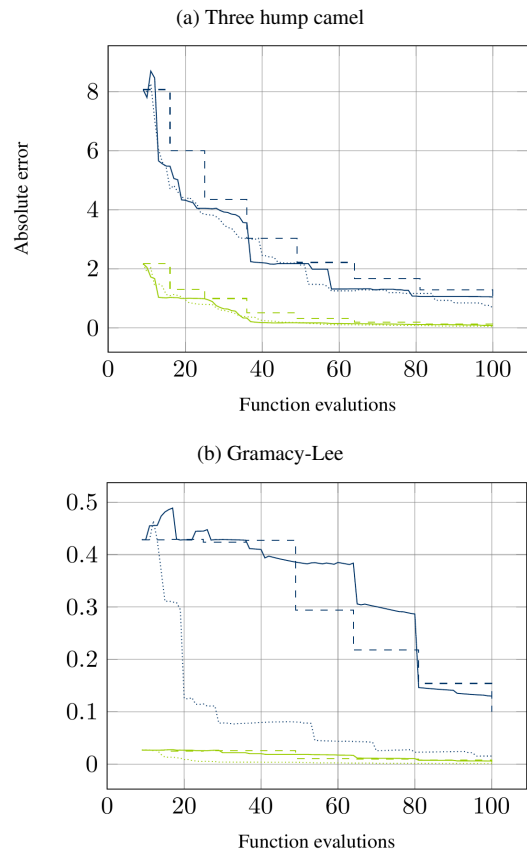 (a) Three hump camel
8
6
4
2
0
Absolute error
0 20 40 60 80 100
Function evalutions
(b) Gramacy-Lee
0.5
0.4
0.3
0.2
0.1
0
0 20 40 60 80 100
Function evalutions